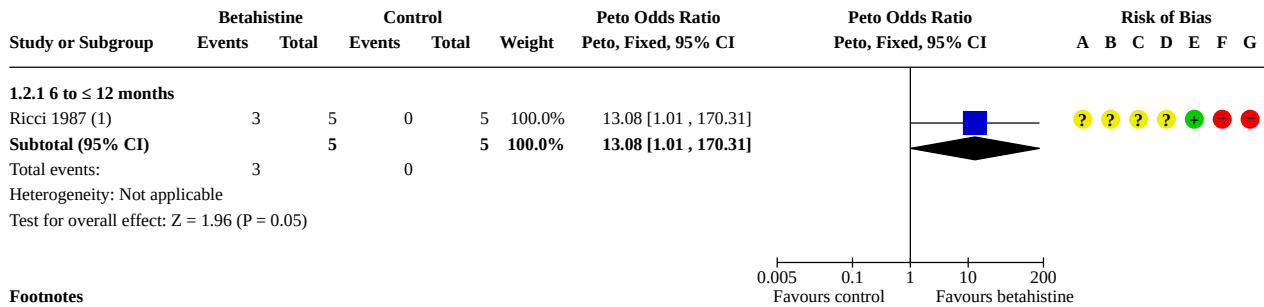 Betahistine Control Peto Odds Ratio Peto Odds Ratio Risk of Bias
Study or Subgroup Events Total Events Total Weight Peto, Fixed, 95% CI Peto, Fixed, 95% CI A B C D E F G
1.2.1 6 to ≤ 12 months
Ricci 1987 (1) 3 5 0 5 100.0% 13.08 [1.01 , 170.31] ? ? ? ? + − −
Subtotal (95% CI) 5 5 100.0% 13.08 [1.01 , 170.31]
Total events: 3 0
Heterogeneity: Not applicable
Test for overall effect: Z = 1.96 (P = 0.05)
0.005 0.1 1 10 200
Footnotes Favours control Favours betahistine